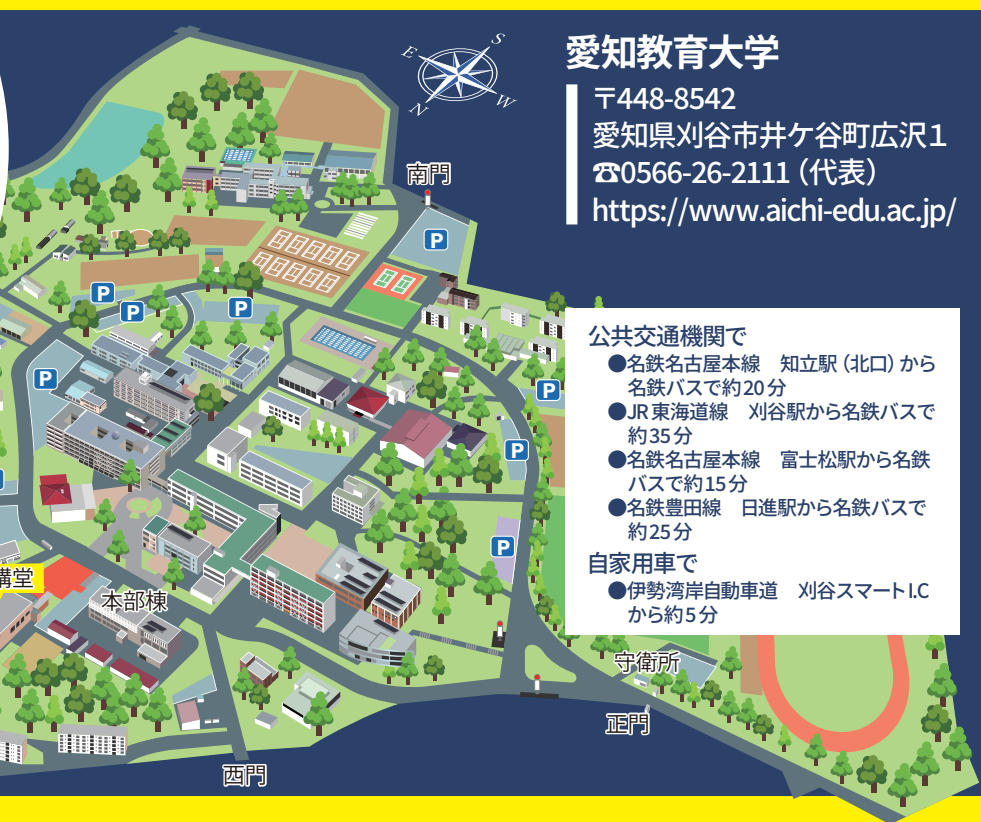 愛知教育大学
〒448-8542
愛知県刈谷市井ケ谷町広沢1
☎0566-26-2111（代表）
https://www.aichi-edu.ac.jp/
S
E
W
N
南門
P
P
P
P
P
P
P
P
公共交通機関で
●名鉄名古屋本線　知立駅（北口）から
名鉄バスで約20分
●JR東海道線　刈谷駅から名鉄バスで
約35分
●名鉄名古屋本線　富士松駅から名鉄
バスで約15分
●名鉄豊田線　日進駅から名鉄バスで
約25分
自家用車で
●伊勢湾岸自動車道　刈谷スマートI.C
から約5分
講堂
本部棟
守衛所
正門
西門